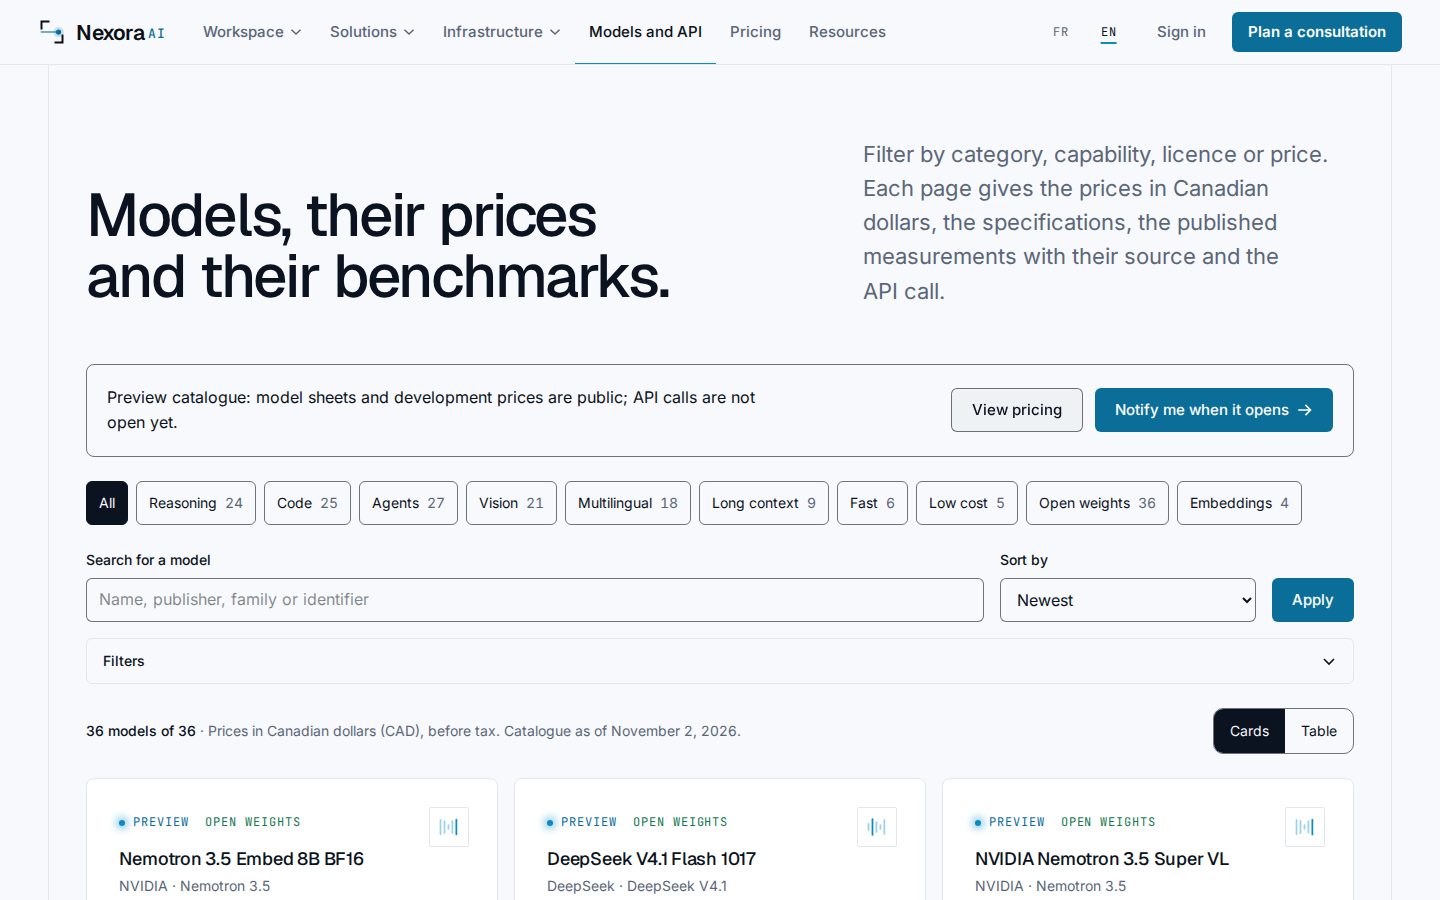 Nexora AI Workspace Solutions Infrastructure Models and API Pricing Resources FR EN Sign in Plan a consultation
Models, their prices
and their benchmarks.
Filter by category, capability, licence or price.
Each page gives the prices in Canadian
dollars, the specifications, the published
measurements with their source and the
API call.
Preview catalogue: model sheets and development prices are public; API calls are not
open yet.
View pricing Notify me when it opens →
All Reasoning 24 Code 25 Agents 27 Vision 21 Multilingual 18 Long context 9 Fast 6 Low cost 5 Open weights 36 Embeddings 4
Search for a model
Name, publisher, family or identifier
Sort by
Newest
Apply
Filters
36 models of 36 · Prices in Canadian dollars (CAD), before tax. Catalogue as of November 2, 2026.
Cards Table
PREVIEW OPEN WEIGHTS
Nemotron 3.5 Embed 8B BF16
NVIDIA · Nemotron 3.5
PREVIEW OPEN WEIGHTS
DeepSeek V4.1 Flash 1017
DeepSeek · DeepSeek V4.1
PREVIEW OPEN WEIGHTS
NVIDIA Nemotron 3.5 Super VL
NVIDIA · Nemotron 3.5